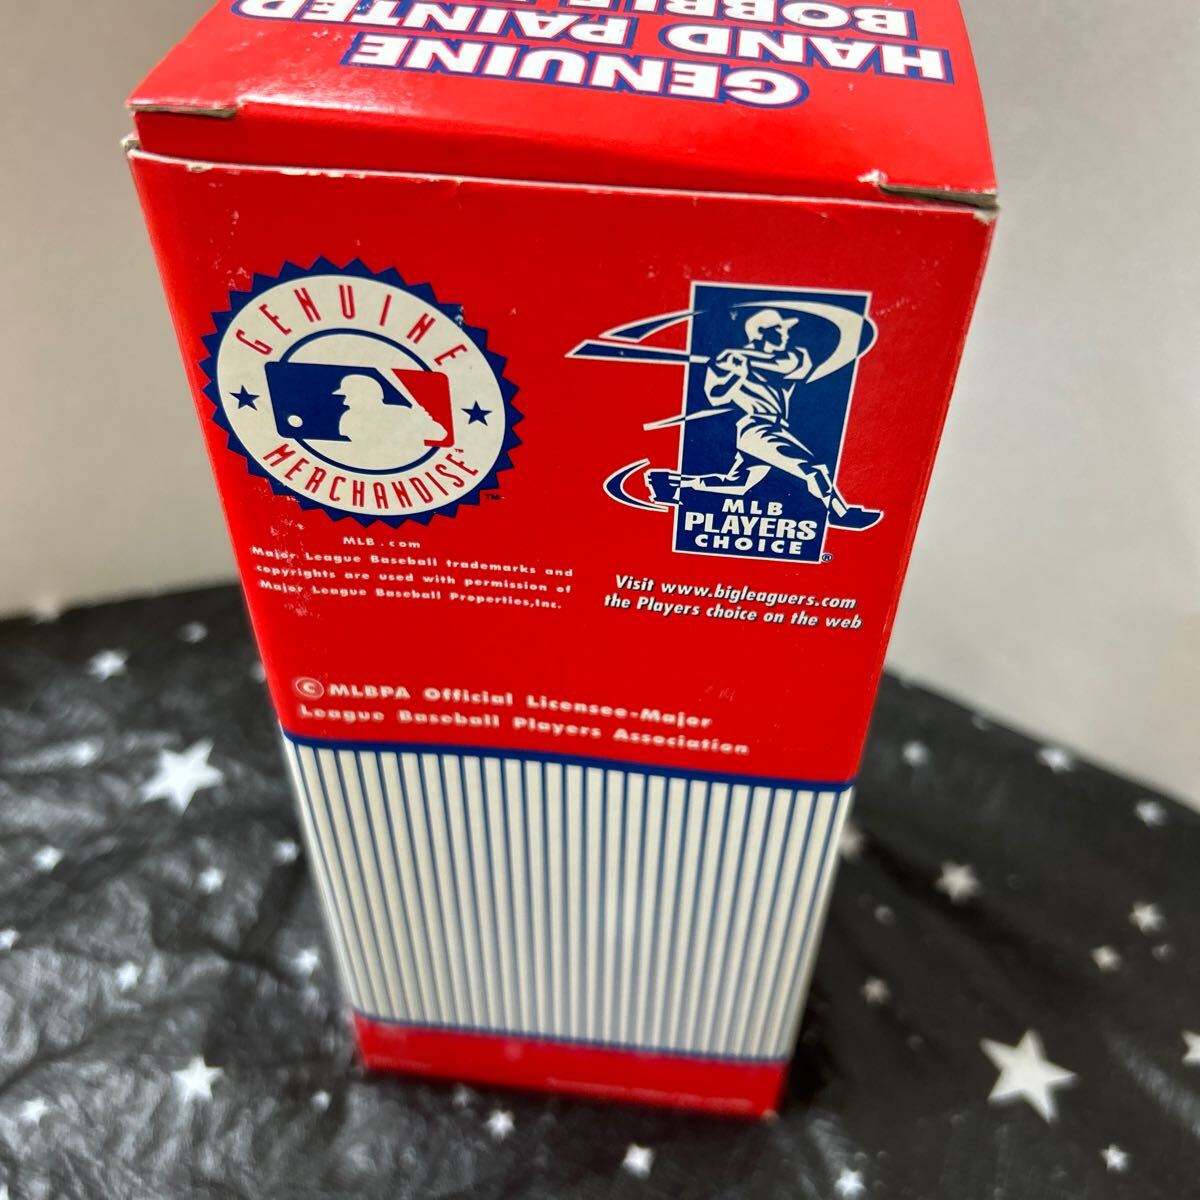 GENUINE
HAND PAINTED
GENUINE
MERCHANDISE™
MLB.com
Major League Baseball trademarks and
copyrights are used with permission of
Major League Baseball Properties,Inc.
MLB
PLAYERS
CHOICE®
Visit www.bigleaguers.com
the Players choice on the web
© MLBPA Official Licensee-Major
League Baseball Players Association